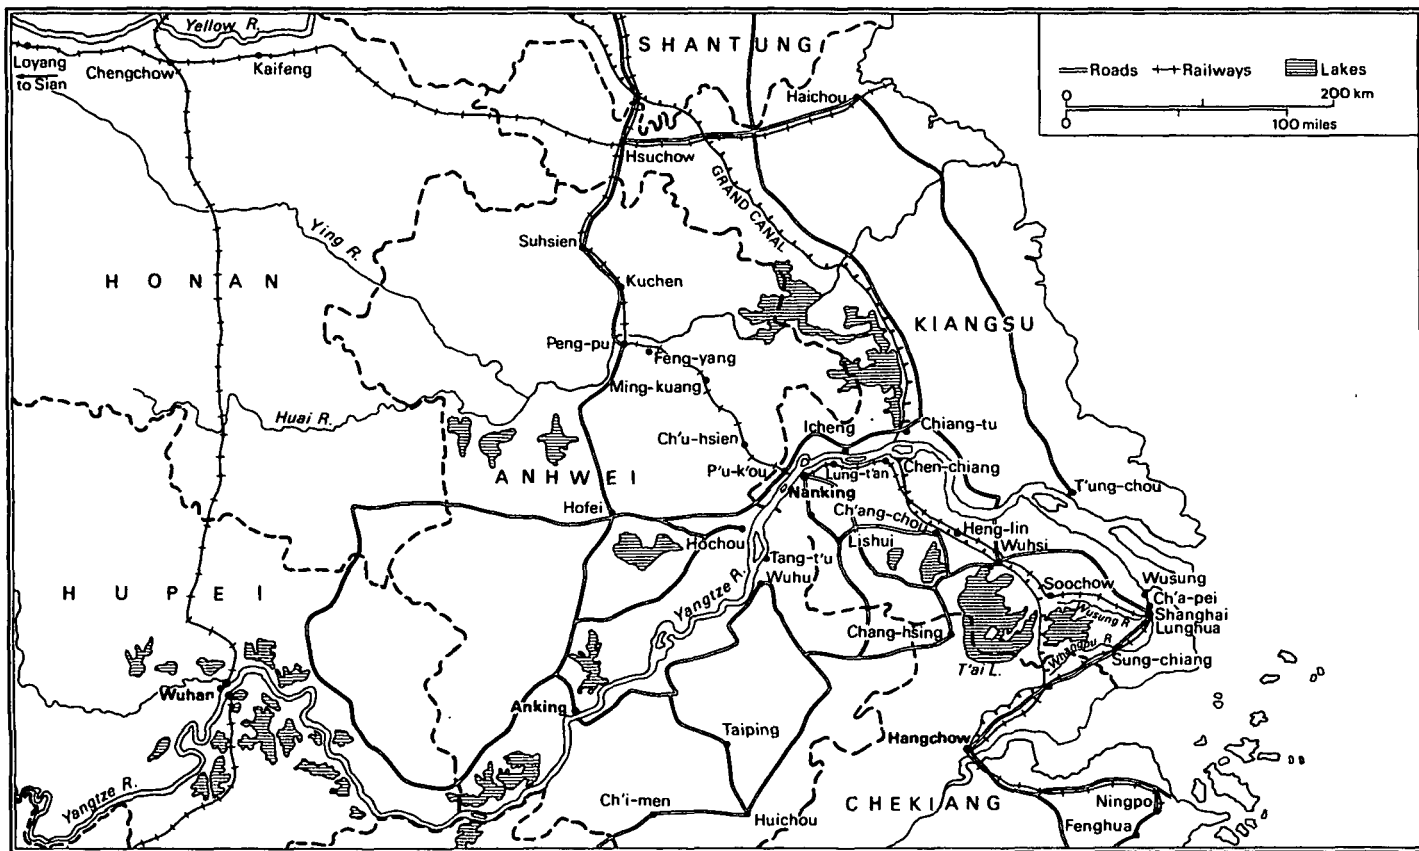 Yellow R.
SHANTUNG
Loyang
to Sian
Chengchow
Kaifeng
Haichou
Roads
Railways
Lakes
0
200 km
0
100 miles
Hsuchow
GRAND CANAL
Ying R.
Suhsien
HONAN
Kuchen
KIANGSU
Peng-pu
Feng-yang
Ming-kuang
Huai R.
Icheng
Chiang-tu
Ch'u-hsien
P'u-k'ou
Lung-t'an
Chen-chiang
ANHWEI
Nanking
T'ung-chou
Hofei
Ch'ang-chou
Heng-lin
Hochou
Lishui
Wuhsi
Tang-t'u
Wuhu
HUPEI
Yangtze R.
Soochow
Wusung
Ch'a-pei
Wusung R
Shanghai
Lunghua
Chang-hsing
Whangpu R
Sung-chiang
T'ai L.
Wuhan
Anking
Taiping
Hangchow
Yangtze R.
Ch'i-men
Huichou
CHEKIANG
Ningpo
Fenghua